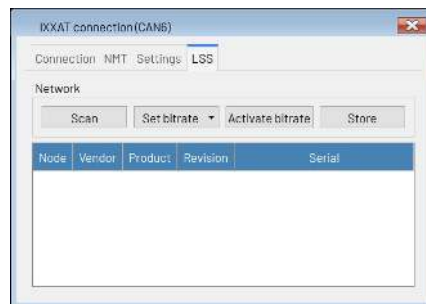 IXXAT connection (CAN6)
Connection NMT Settings LSS
Network
Scan Set bitrate Activate bitrate Store
Node Vendor Product Revision Serial